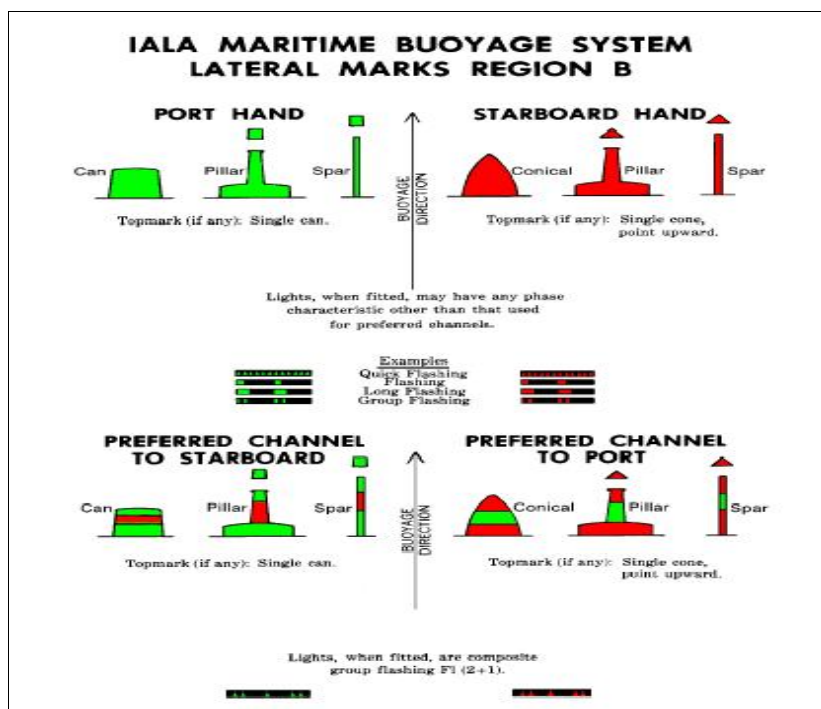 IALA MARITIME BUOYAGE SYSTEM
LATERAL MARKS REGION B
PORT HAND
STARBOARD HAND
Can
Pillar
Spar
Conical
Pillar
Spar
BUOYAGE
DIRECTION
Topmark (if any): Single can.
Topmark (if any): Single cone,
point upward.
Lights, when fitted, may have any phase
characteristic other than that used
for preferred channels.
Examples
Quick Flashing
Flashing
Long Flashing
Group Flashing
PREFERRED CHANNEL
TO STARBOARD
PREFERRED CHANNEL
TO PORT
Can
Pillar
Spar
Conical
Pillar
Spar
BUOYAGE
DIRECTION
Topmark (if any): Single can.
Topmark (if any): Single cone,
point upward.
Lights, when fitted, are composite
group flashing Fl (2+1).